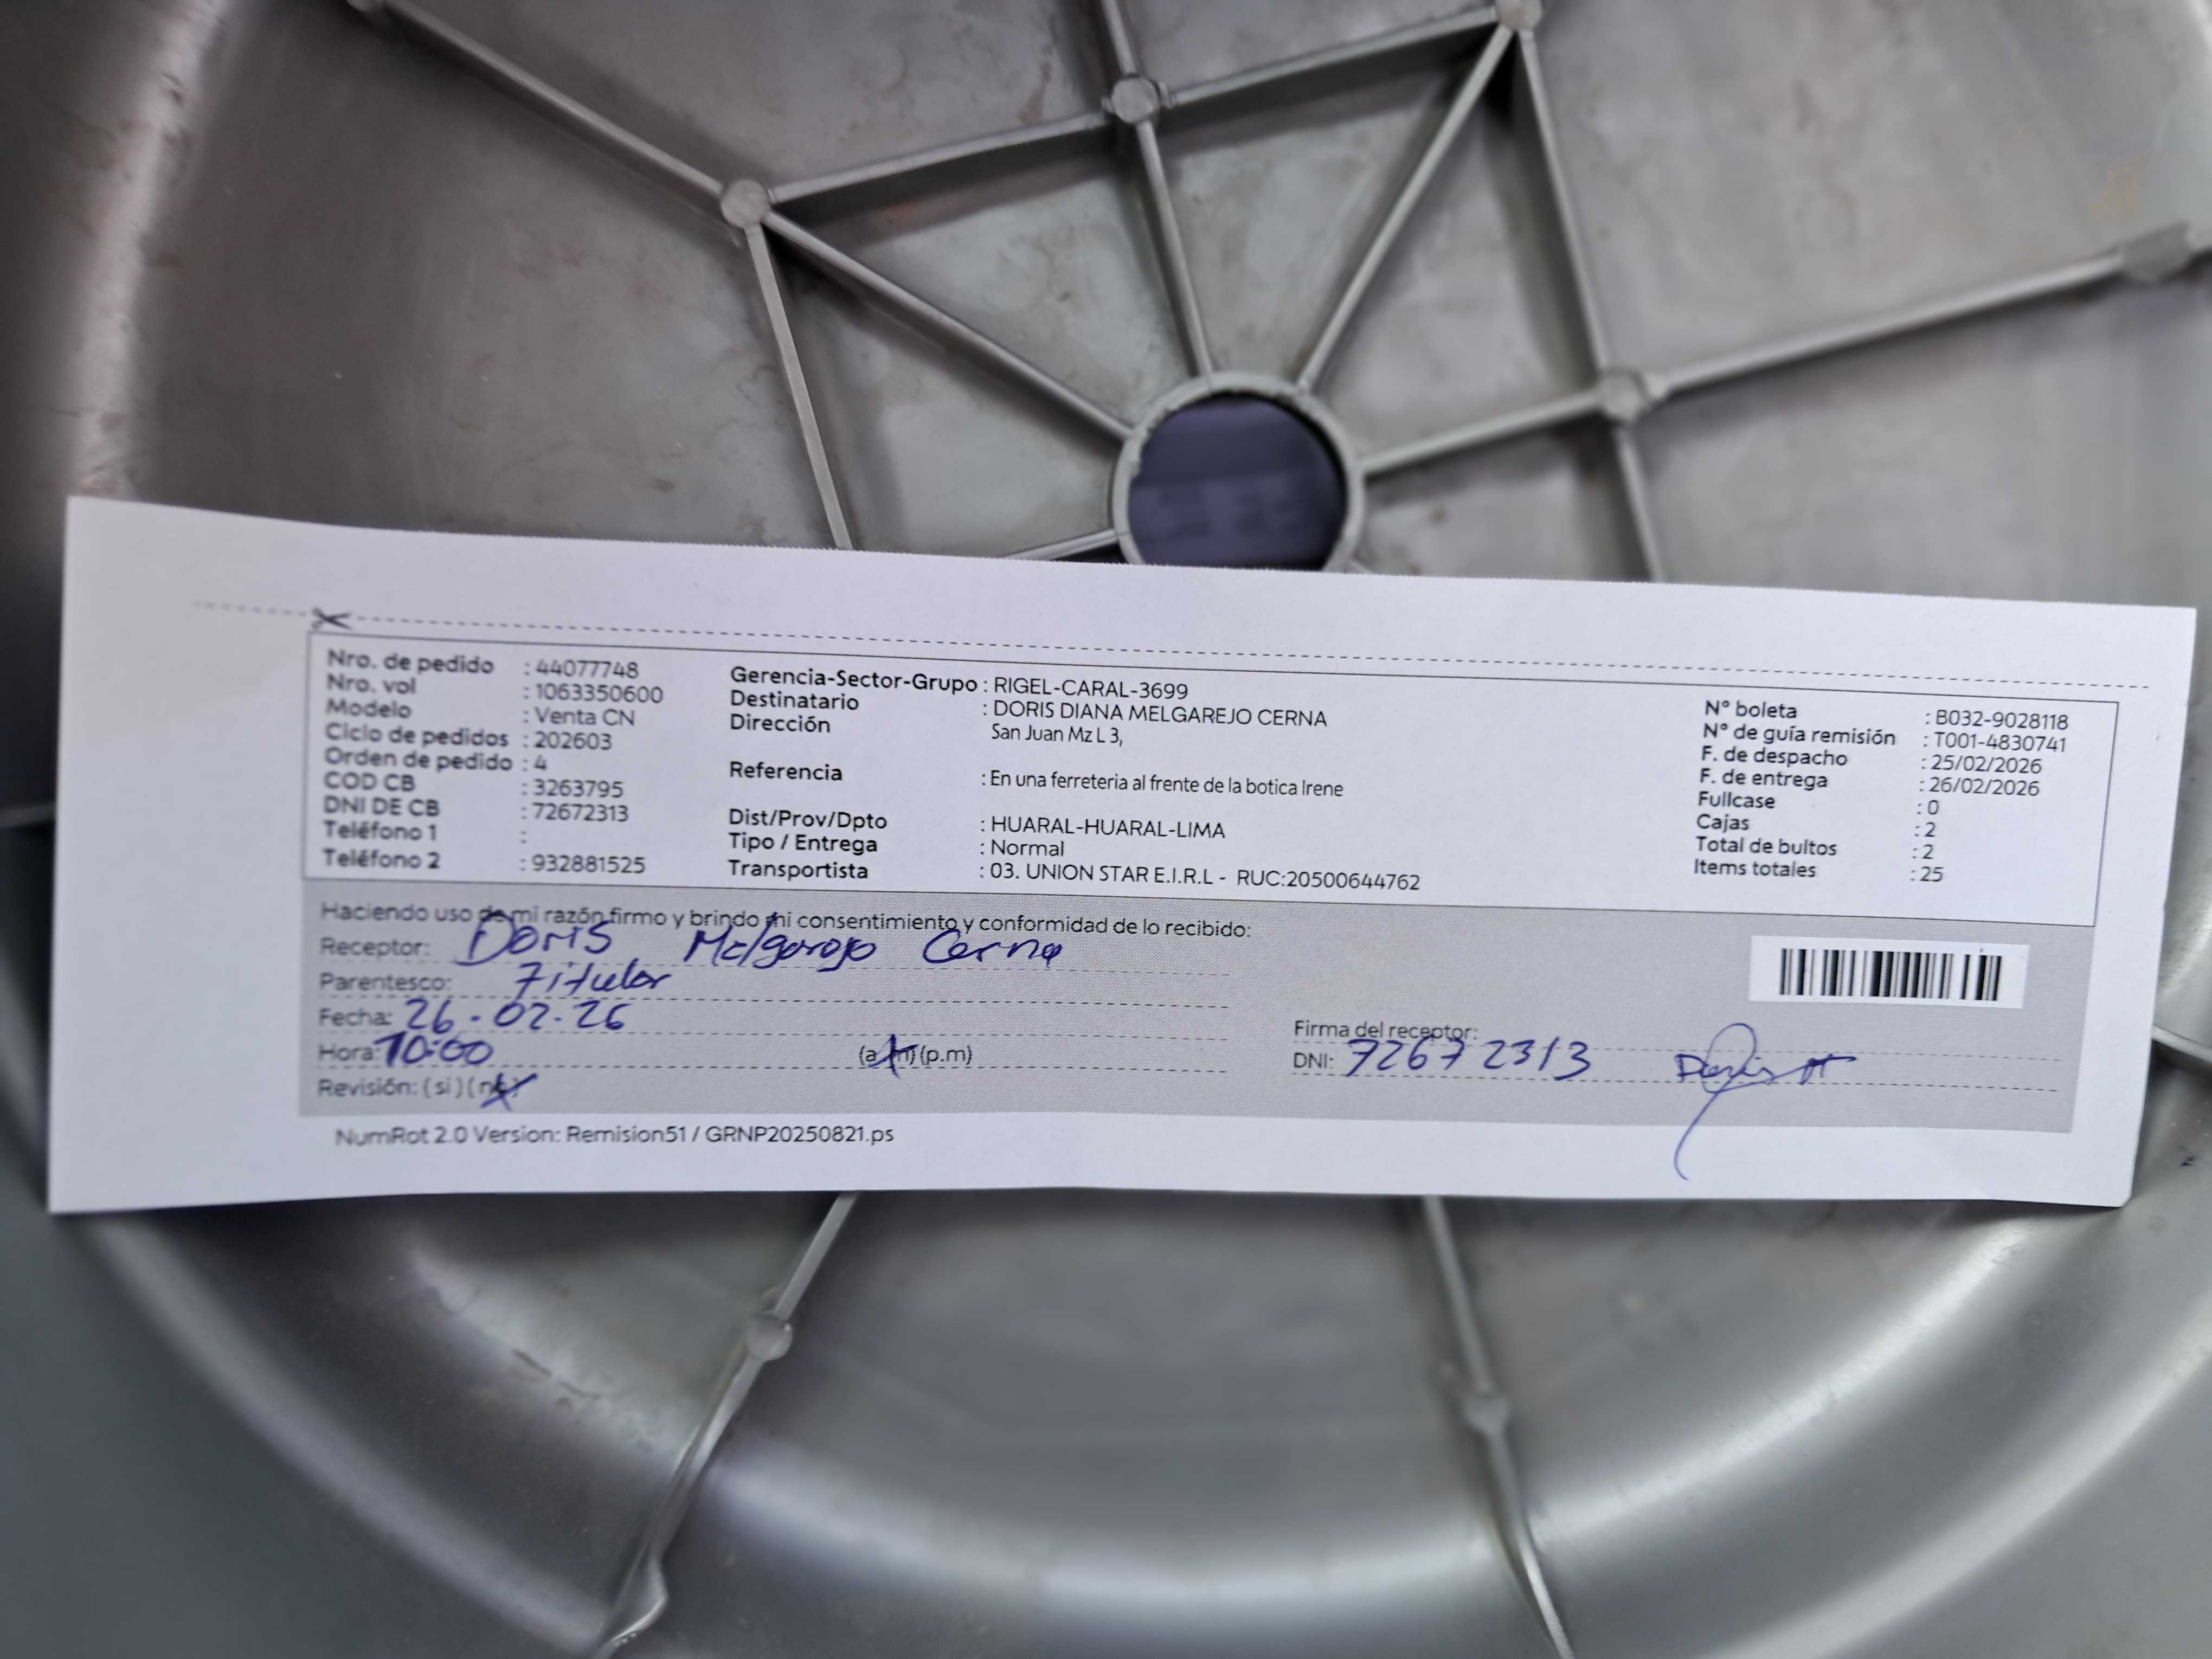 Nro. de pedido : 44077748
Nro. vol : 1063350600
Modelo : Venta CN
Ciclo de pedidos : 202603
Orden de pedido : 4
COD CB : 3263795
DNI DE CB : 72672313
Teléfono 1 :
Teléfono 2 : 932881525
Gerencia-Sector-Grupo : RIGEL-CARAL-3699
Destinatario : DORIS DIANA MELGAREJO CERNA
Dirección San Juan Mz L 3,
Referencia : En una ferreteria al frente de la botica Irene
Dist/Prov/Dpto : HUARAL-HUARAL-LIMA
Tipo / Entrega : Normal
Transportista : 03. UNION STAR E.I.R.L - RUC:20500644762
N° boleta : B032-9028118
N° de guía remisión : T001-4830741
F. de despacho : 25/02/2026
F. de entrega : 26/02/2026
Fullcase : 0
Cajas : 2
Total de bultos : 2
Items totales : 25
Haciendo uso de mi razón firmo y brindo mi consentimiento y conformidad de lo recibido:
Receptor: Doris Melgarejo Cerna
Parentesco: Titular
Fecha: 26-02-26
Hora: 10:00 (a.m) (p.m)
Revisión: (si) (no)
Firma del receptor:
DNI: 72672313
NumRot 2.0 Version: Remision51 / GRNP20250821.ps